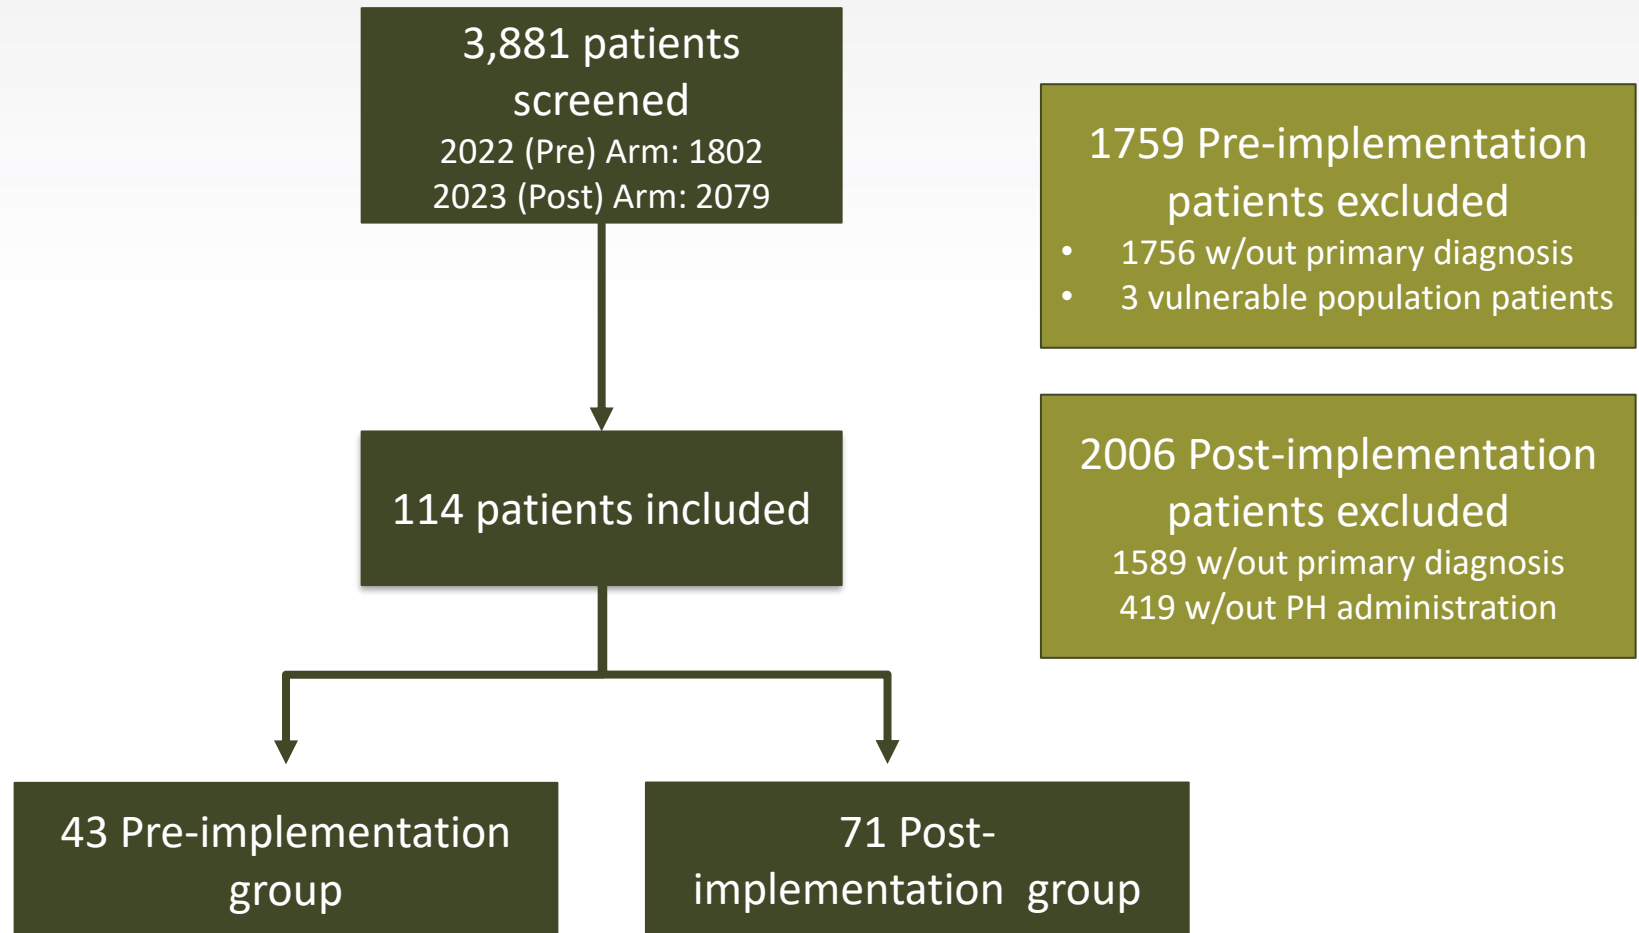 3,881 patients
screened
2022 (Pre) Arm: 1802
2023 (Post) Arm: 2079
1759 Pre-implementation
patients excluded
• 1756 w/out primary diagnosis
• 3 vulnerable population patients
2006 Post-implementation
patients excluded
1589 w/out primary diagnosis
419 w/out PH administration
114 patients included
43 Pre-implementation
group
71 Post-
implementation  group